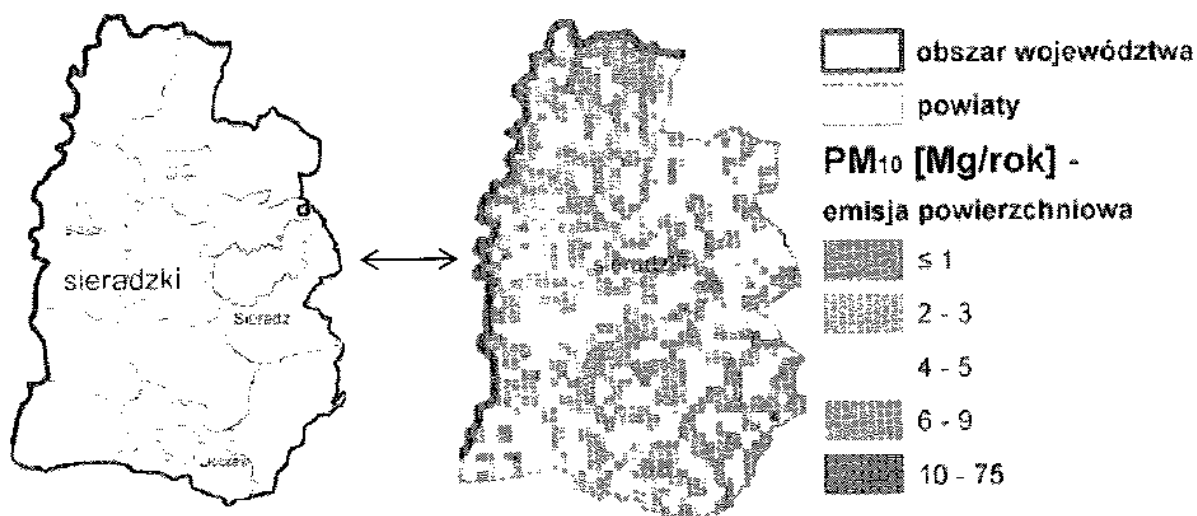 sieradzki
Sieradz
sieradzki
obszar województwa
powiaty
PM10 [Mg/rok] -
emisja powierzchniowa
≤ 1
2 - 3
4 - 5
6 - 9
10 - 75